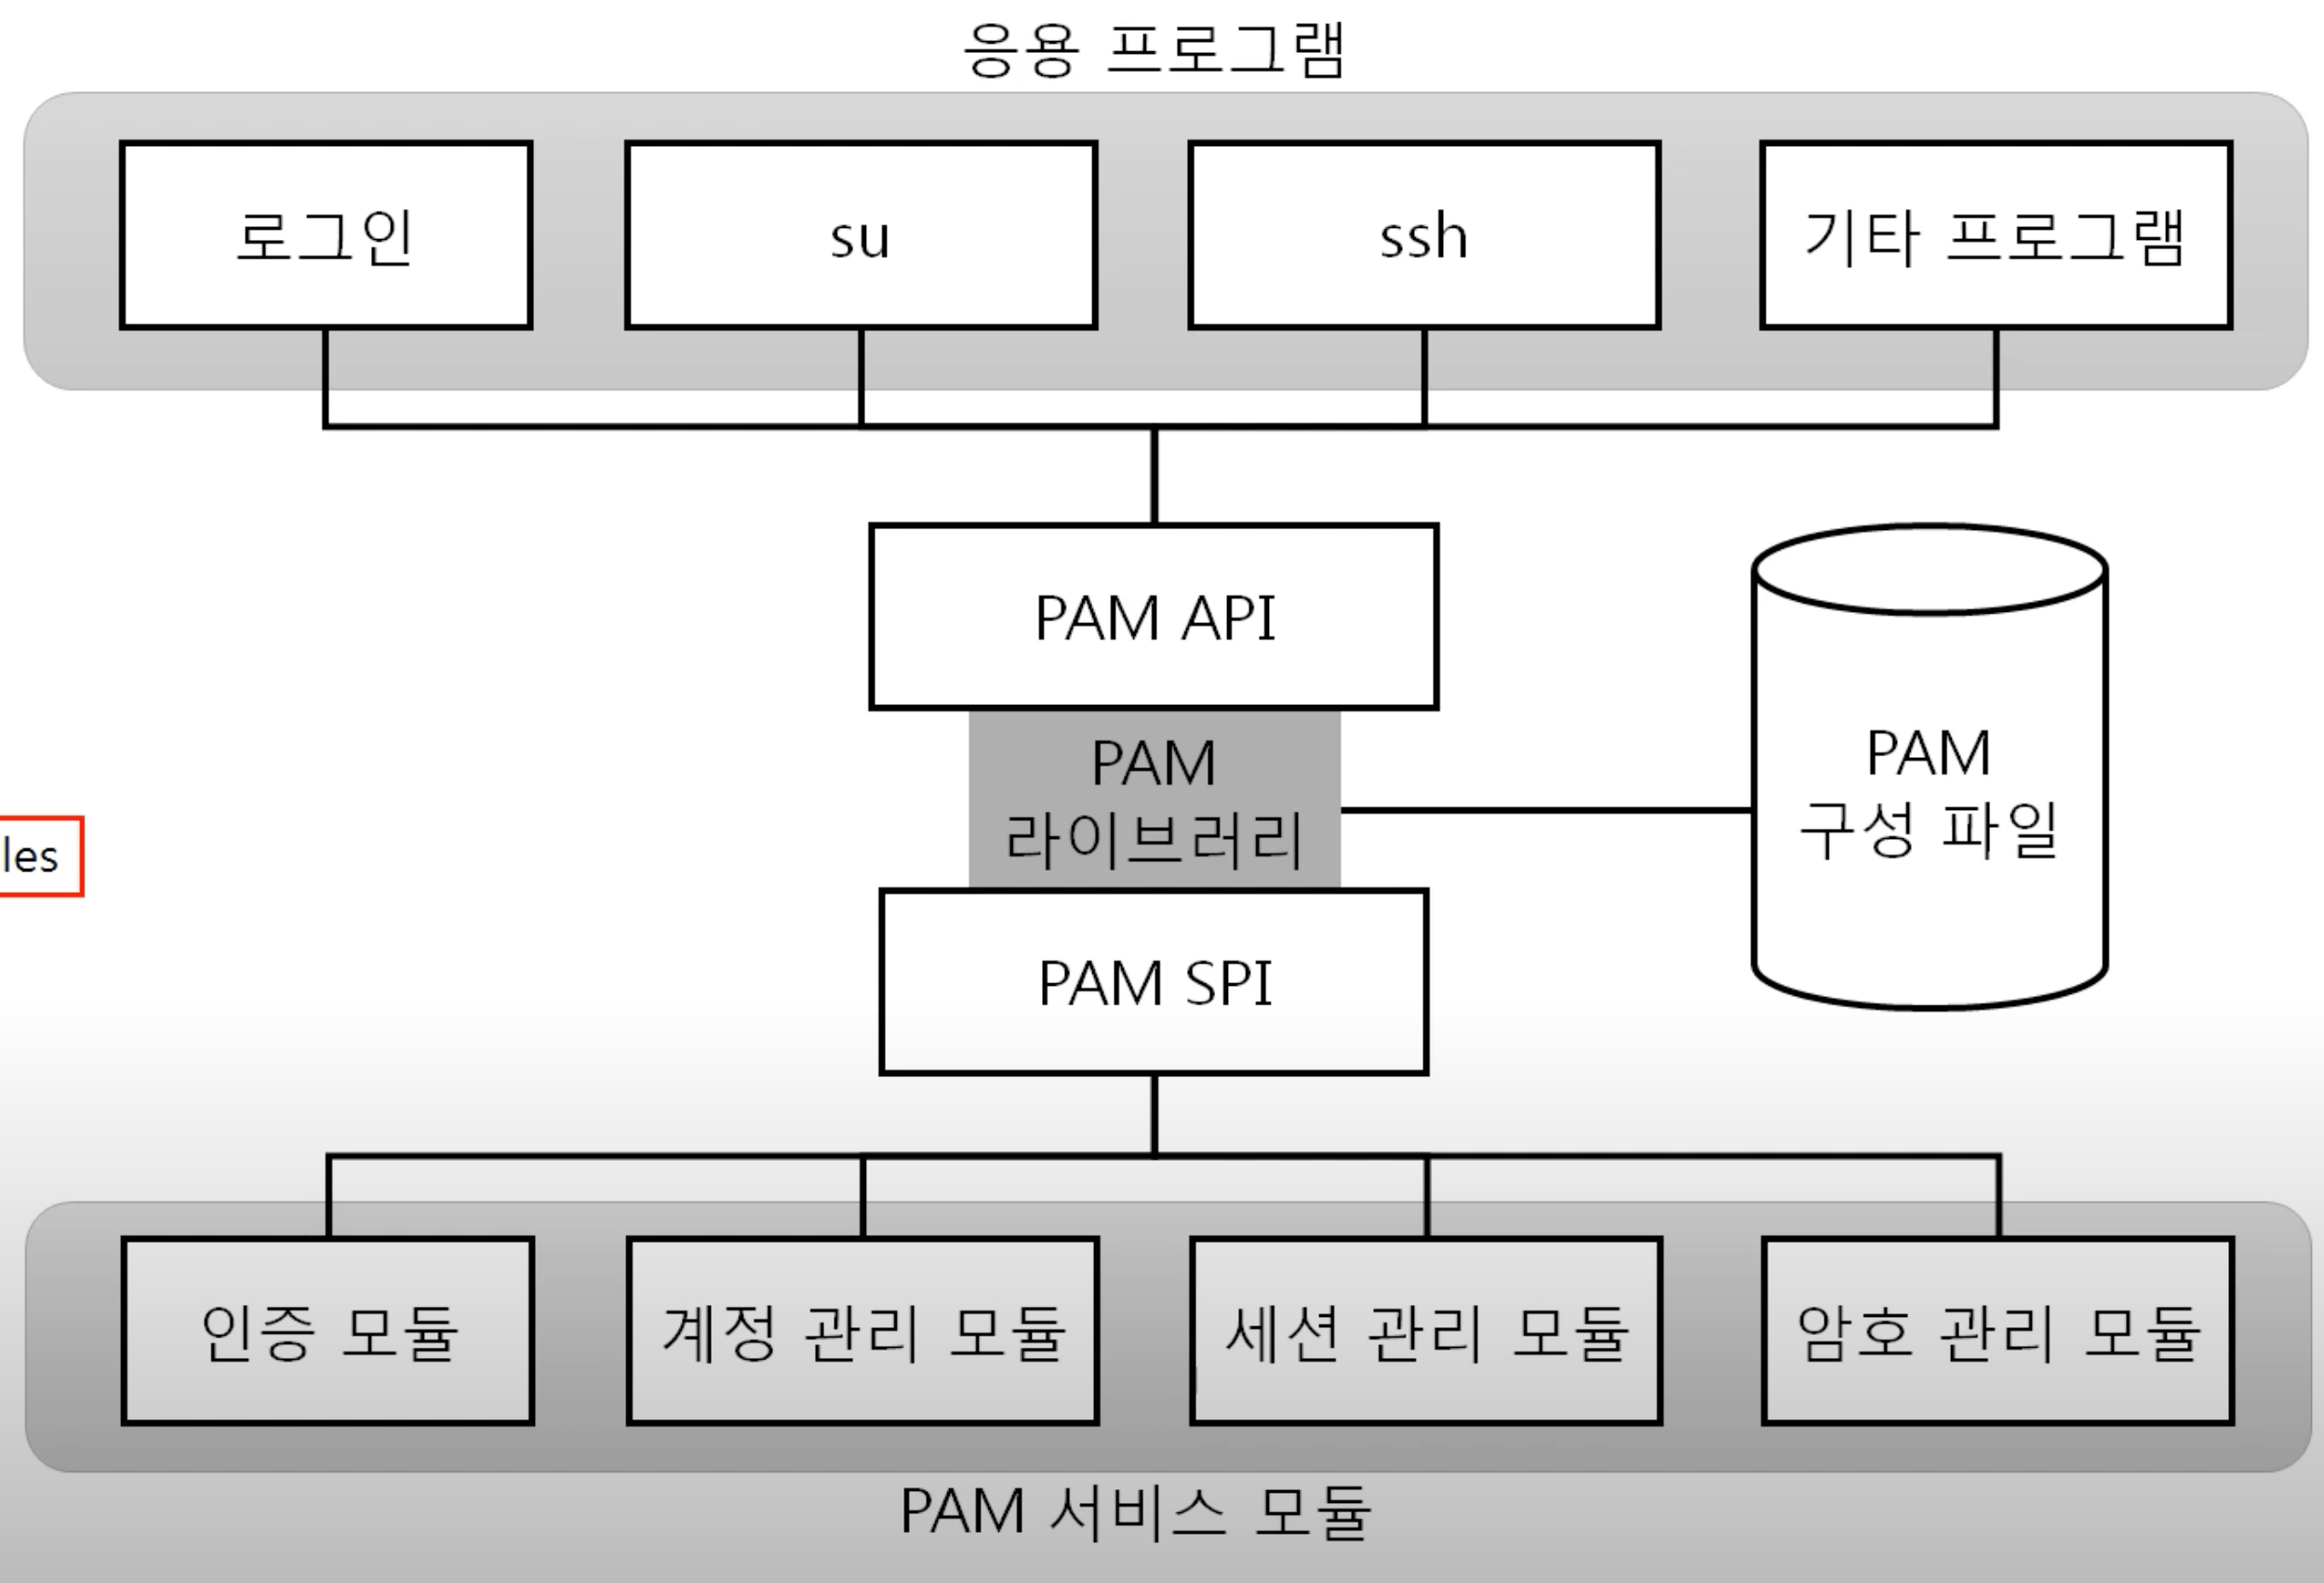 응용 프로그램
로그인
su
ssh
기타 프로그램
PAM API
PAM
라이브러리
PAM
구성 파일
les
PAM SPI
인증 모듈
계정 관리 모듈
세션 관리 모듈
암호 관리 모듈
PAM 서비스 모듈